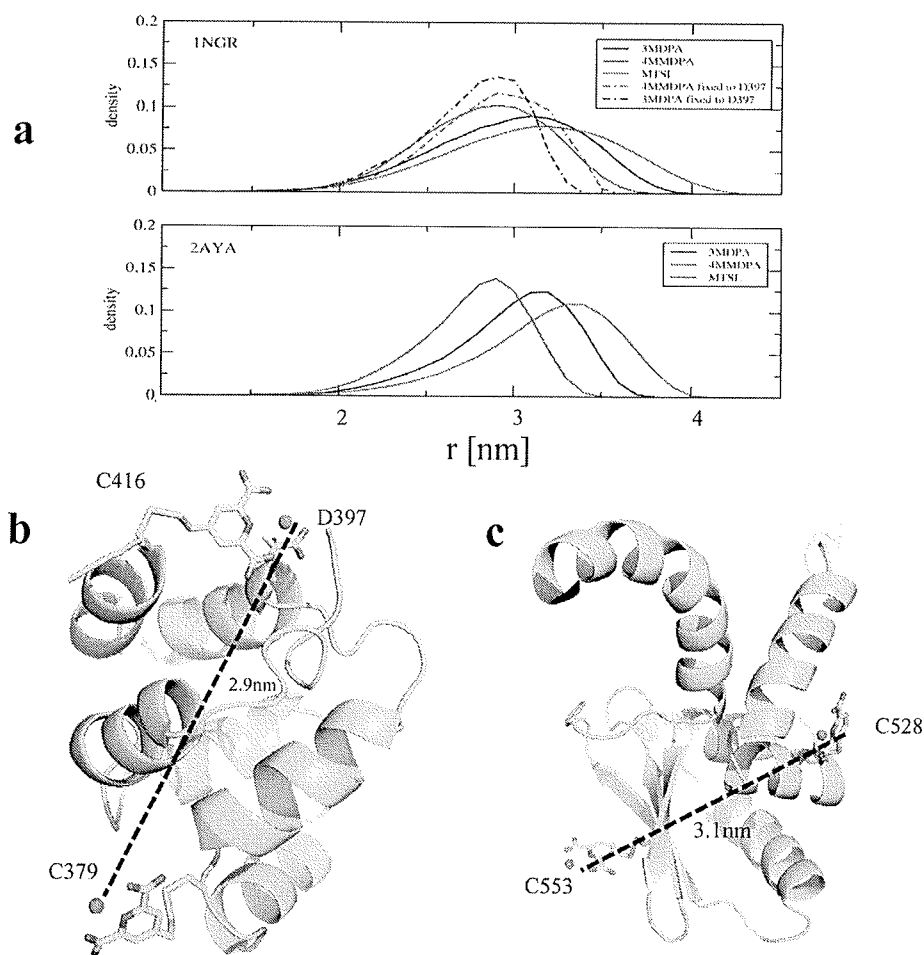 a
1NGR
0.2
0.15
0.1
0.05
0
density
3MDPA
4MMDPA
MTSL
4MMDPA fixed to D397
3MDPA fixed to D397
2AYA
0.2
0.15
0.1
0.05
0
density
3MDPA
4MMDPA
MTSL
2 3 4
r [nm]
b
C416
D397
2.9nm
C379
c
C528
3.1nm
C553